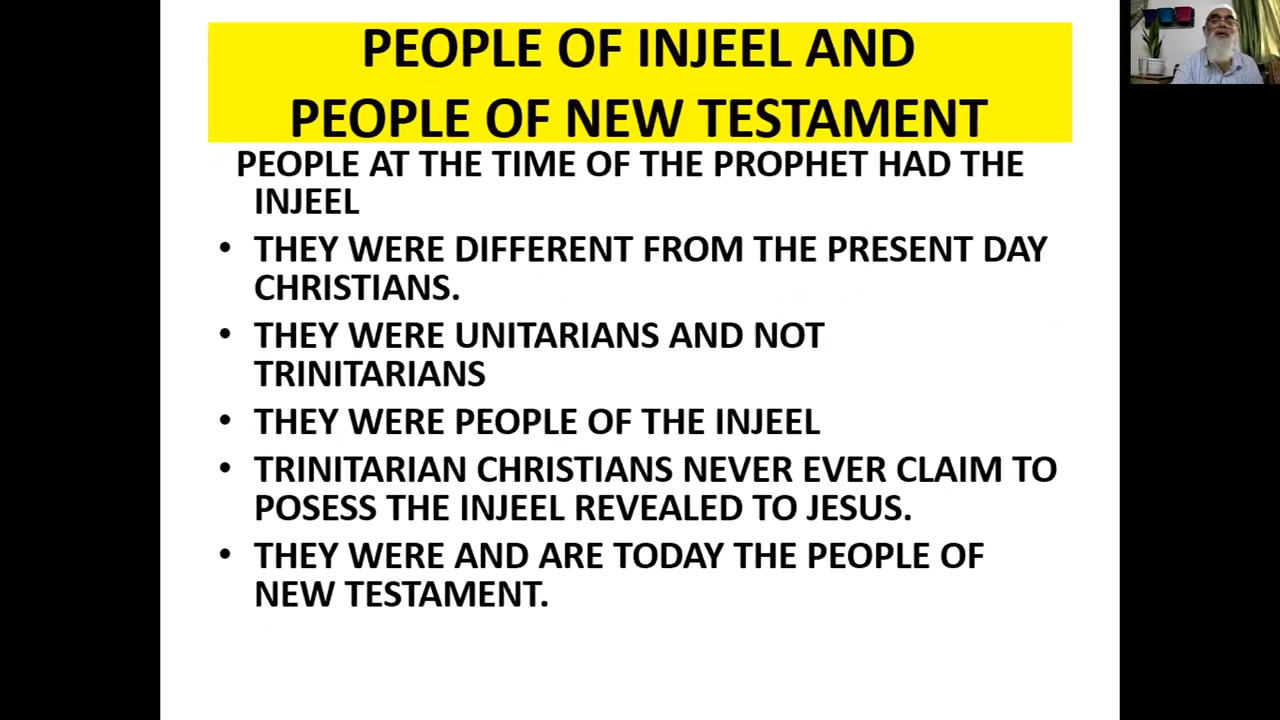 PEOPLE OF INJEEL AND
PEOPLE OF NEW TESTAMENT
PEOPLE AT THE TIME OF THE PROPHET HAD THE
INJEEL
• THEY WERE DIFFERENT FROM THE PRESENT DAY
CHRISTIANS.
• THEY WERE UNITARIANS AND NOT
TRINITARIANS
• THEY WERE PEOPLE OF THE INJEEL
• TRINITARIAN CHRISTIANS NEVER EVER CLAIM TO
POSESS THE INJEEL REVEALED TO JESUS.
• THEY WERE AND ARE TODAY THE PEOPLE OF
NEW TESTAMENT.